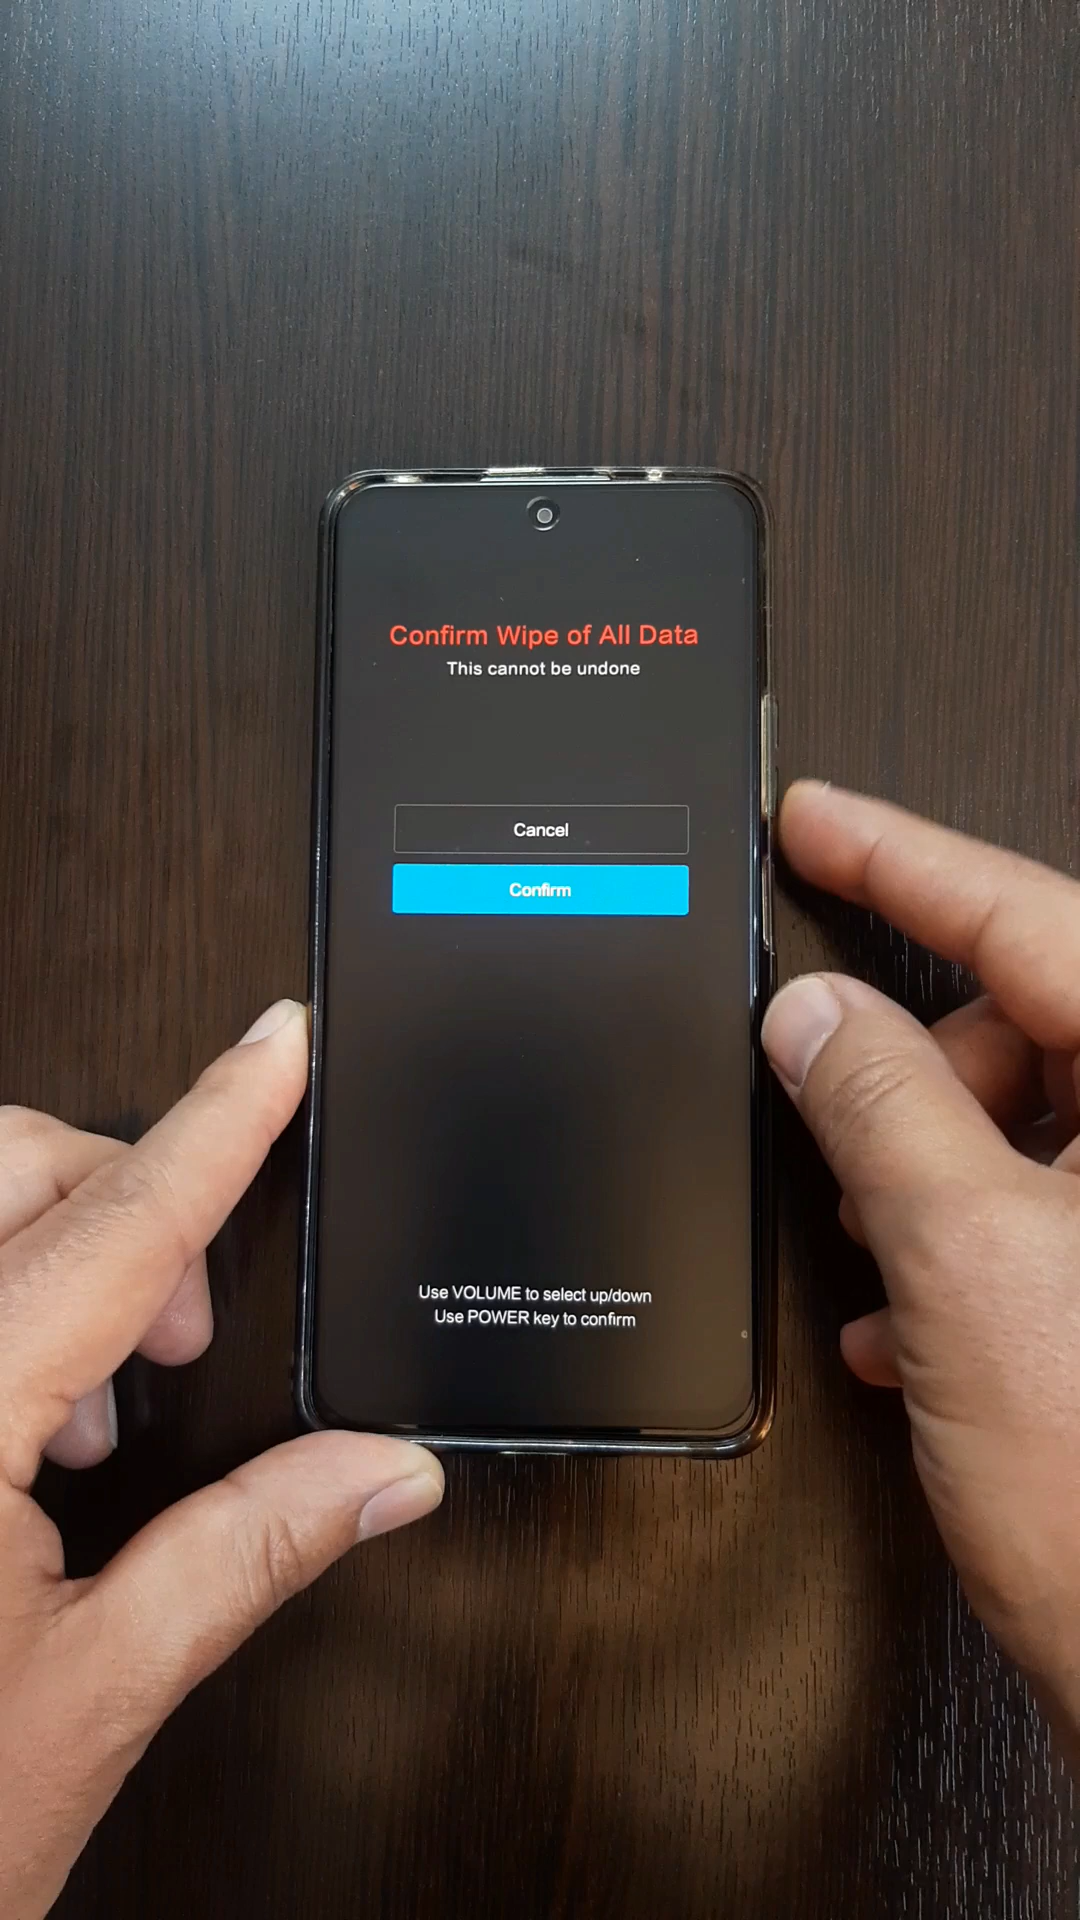 Confirm Wipe of All Data
This cannot be undone
Cancel
Confirm
Use VOLUME to select up/down
Use POWER key to confirm